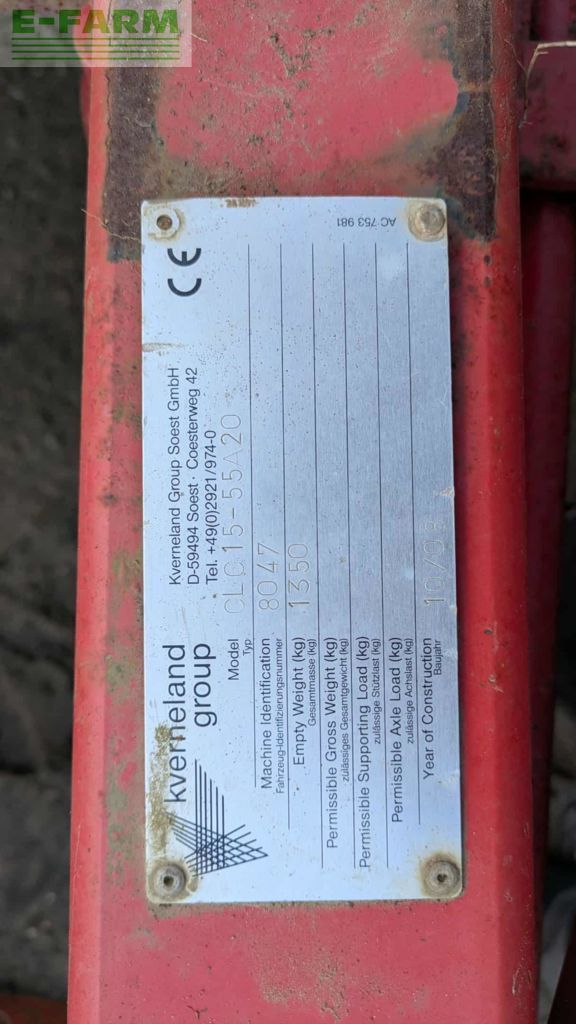 E-FARM
kverneland
group
Kverneland Group Soest GmbH
D-59494 Soest · Coesterweg 42
Tel. +49(0)2921/974-0
CE
Model CLC15-55A20
Typ
Machine Identification 8047
Fahrzeug-Identifizierungsnummer
Empty Weight (kg) 1350
Gesamtmasse (kg)
Permissible Gross Weight (kg)
zulässiges Gesamtgewicht (kg)
Permissible Supporting Load (kg)
zulässige Stützlast (kg)
Permissible Axle Load (kg)
zulässige Achslast (kg)
Year of Construction
Baujahr
AC 753 981